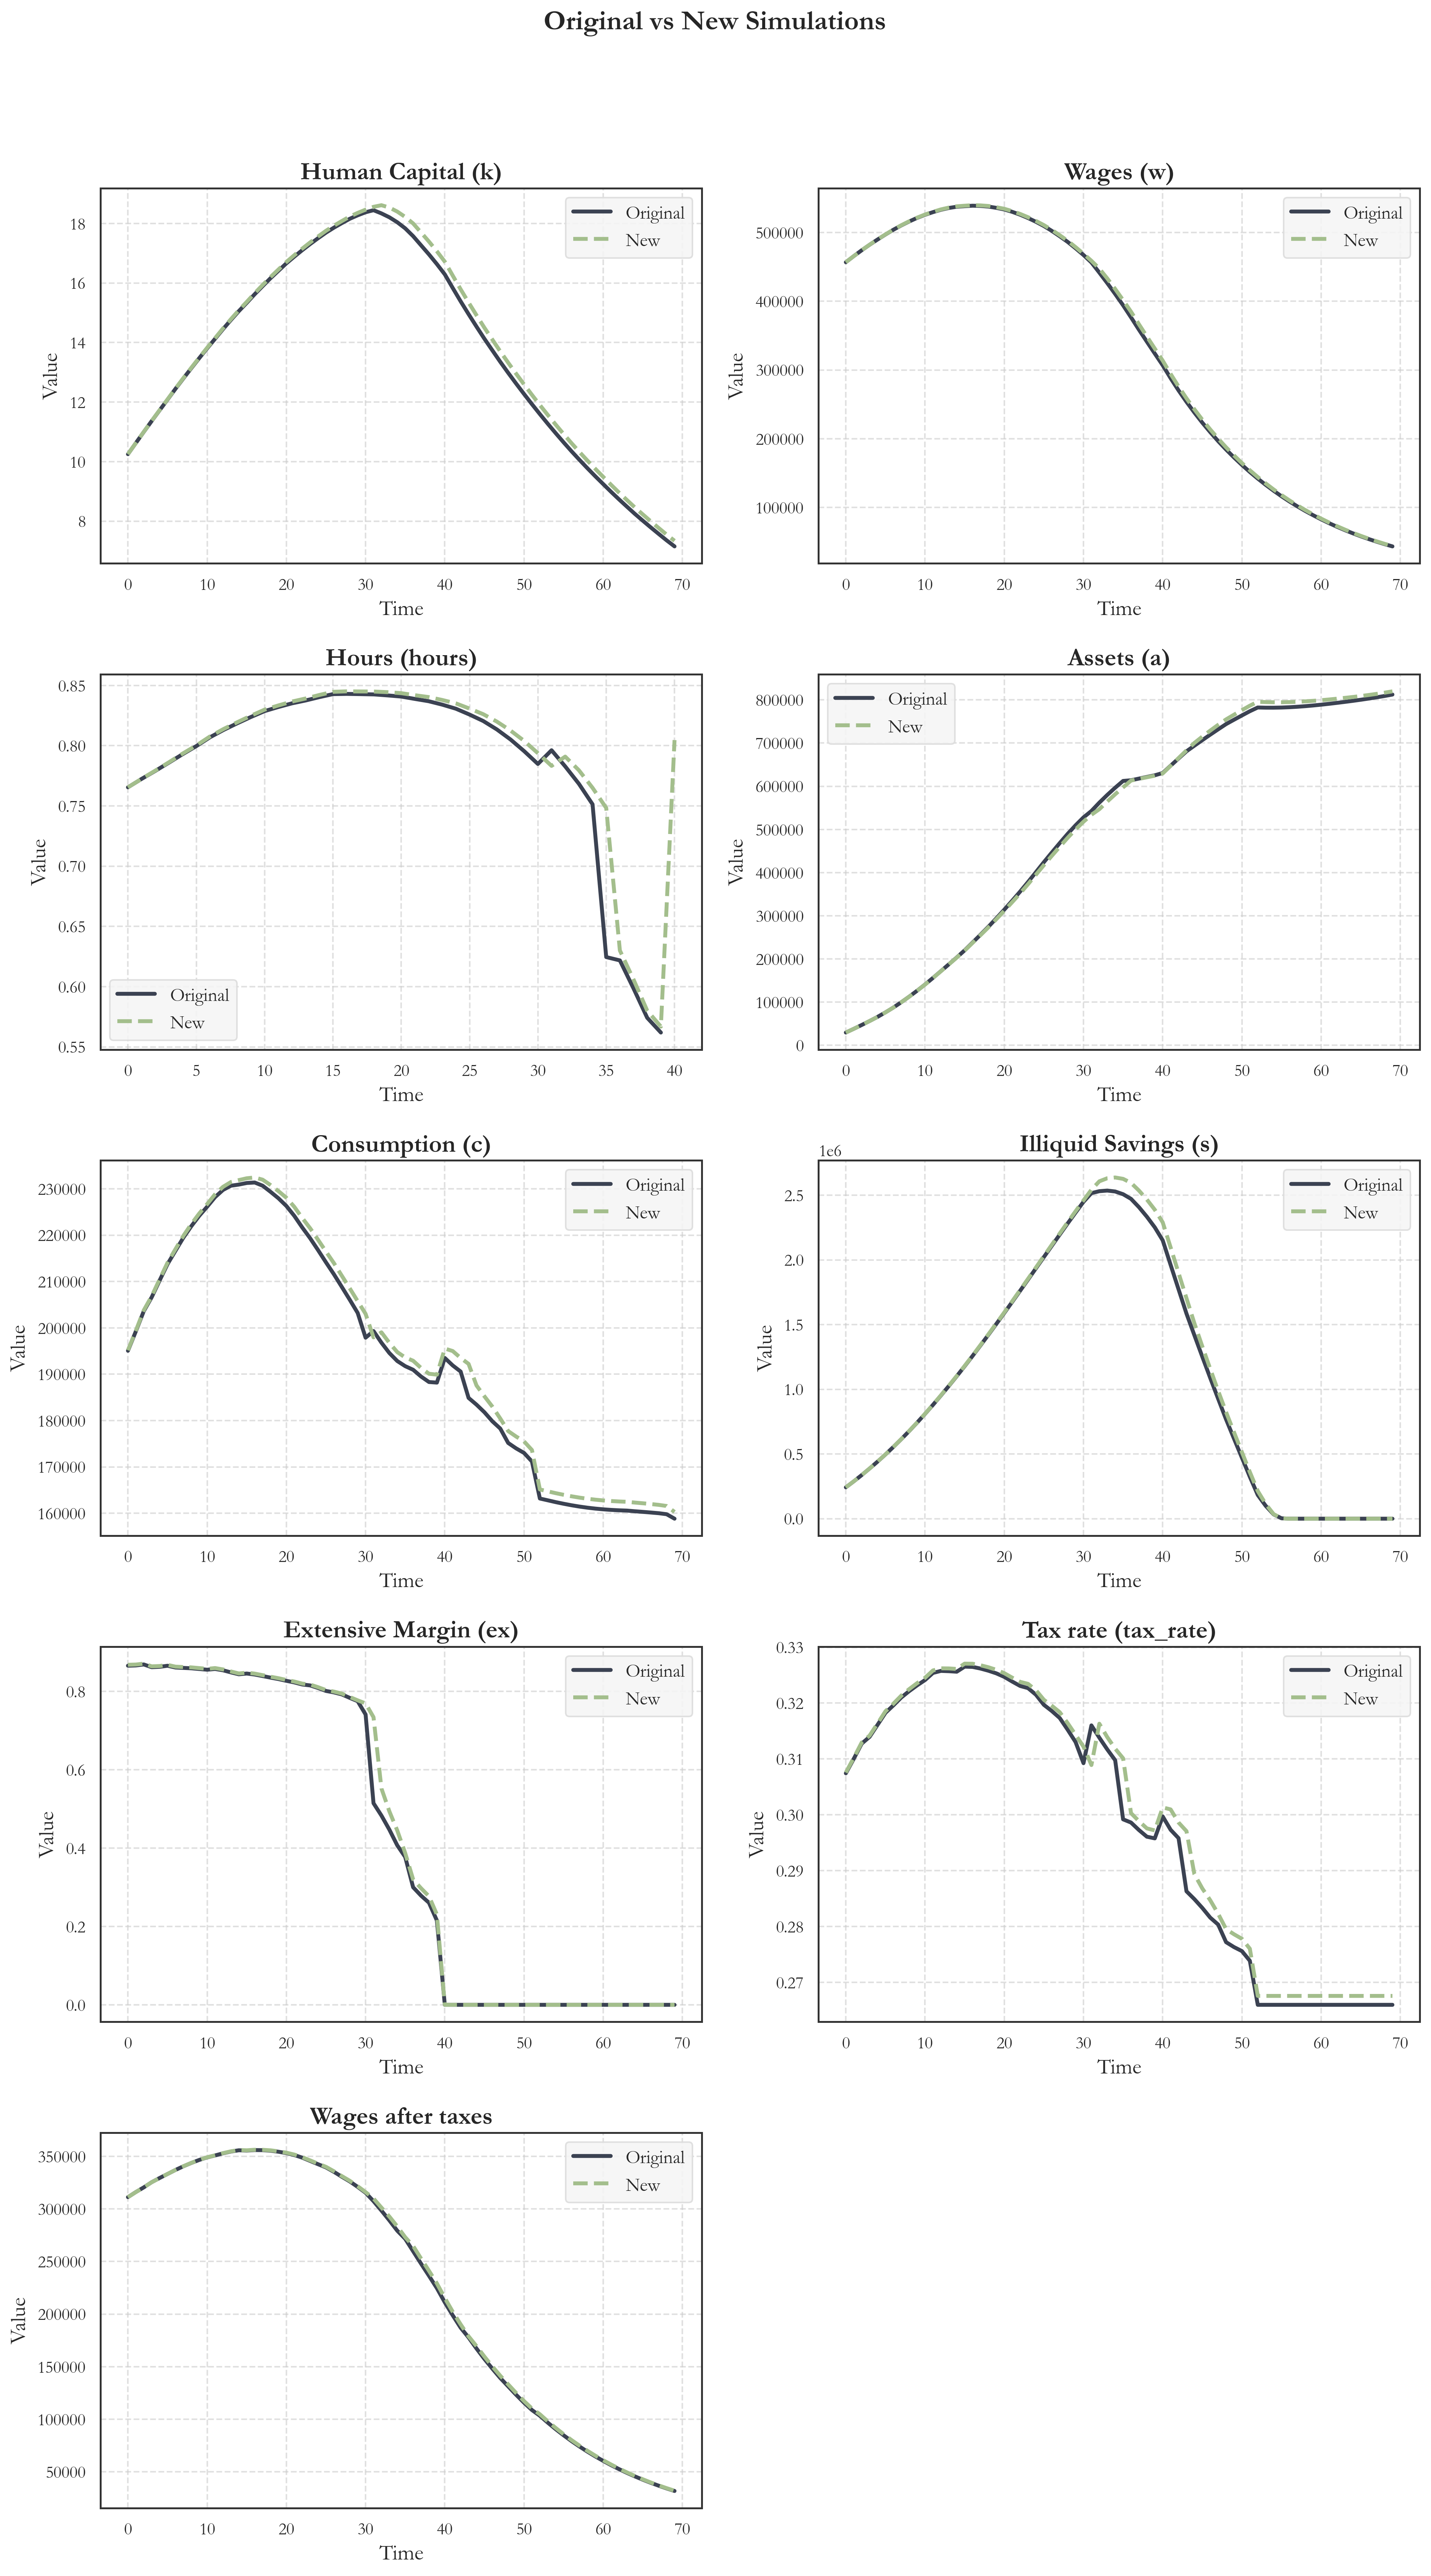 Original vs New Simulations
Human Capital (k)
Value
18
16
14
12
10
8
Original
New
0 10 20 30 40 50 60 70
Time
Wages (w)
Value
500000
400000
300000
200000
100000
Original
New
0 10 20 30 40 50 60 70
Time
Hours (hours)
Value
0.85
0.80
0.75
0.70
0.65
0.60
0.55
Original
New
0 5 10 15 20 25 30 35 40
Time
Assets (a)
Value
800000
700000
600000
500000
400000
300000
200000
100000
0
Original
New
0 10 20 30 40 50 60 70
Time
Consumption (c)
Value
230000
220000
210000
200000
190000
180000
170000
160000
Original
New
0 10 20 30 40 50 60 70
Time
Illiquid Savings (s)
1e6
Value
2.5
2.0
1.5
1.0
0.5
0.0
Original
New
0 10 20 30 40 50 60 70
Time
Extensive Margin (ex)
Value
0.8
0.6
0.4
0.2
0.0
Original
New
0 10 20 30 40 50 60 70
Time
Tax rate (tax_rate)
Value
0.33
0.32
0.31
0.30
0.29
0.28
0.27
Original
New
0 10 20 30 40 50 60 70
Time
Wages after taxes
Value
350000
300000
250000
200000
150000
100000
50000
Original
New
0 10 20 30 40 50 60 70
Time